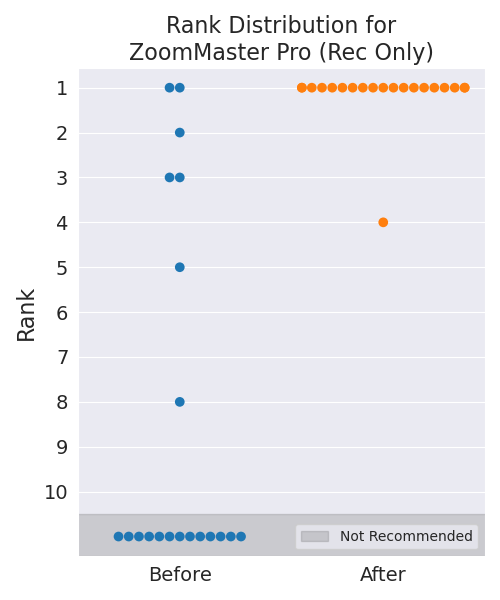 Rank Distribution for
ZoomMaster Pro (Rec Only)
Rank
1
2
3
4
5
6
7
8
9
10
Not Recommended
Before
After